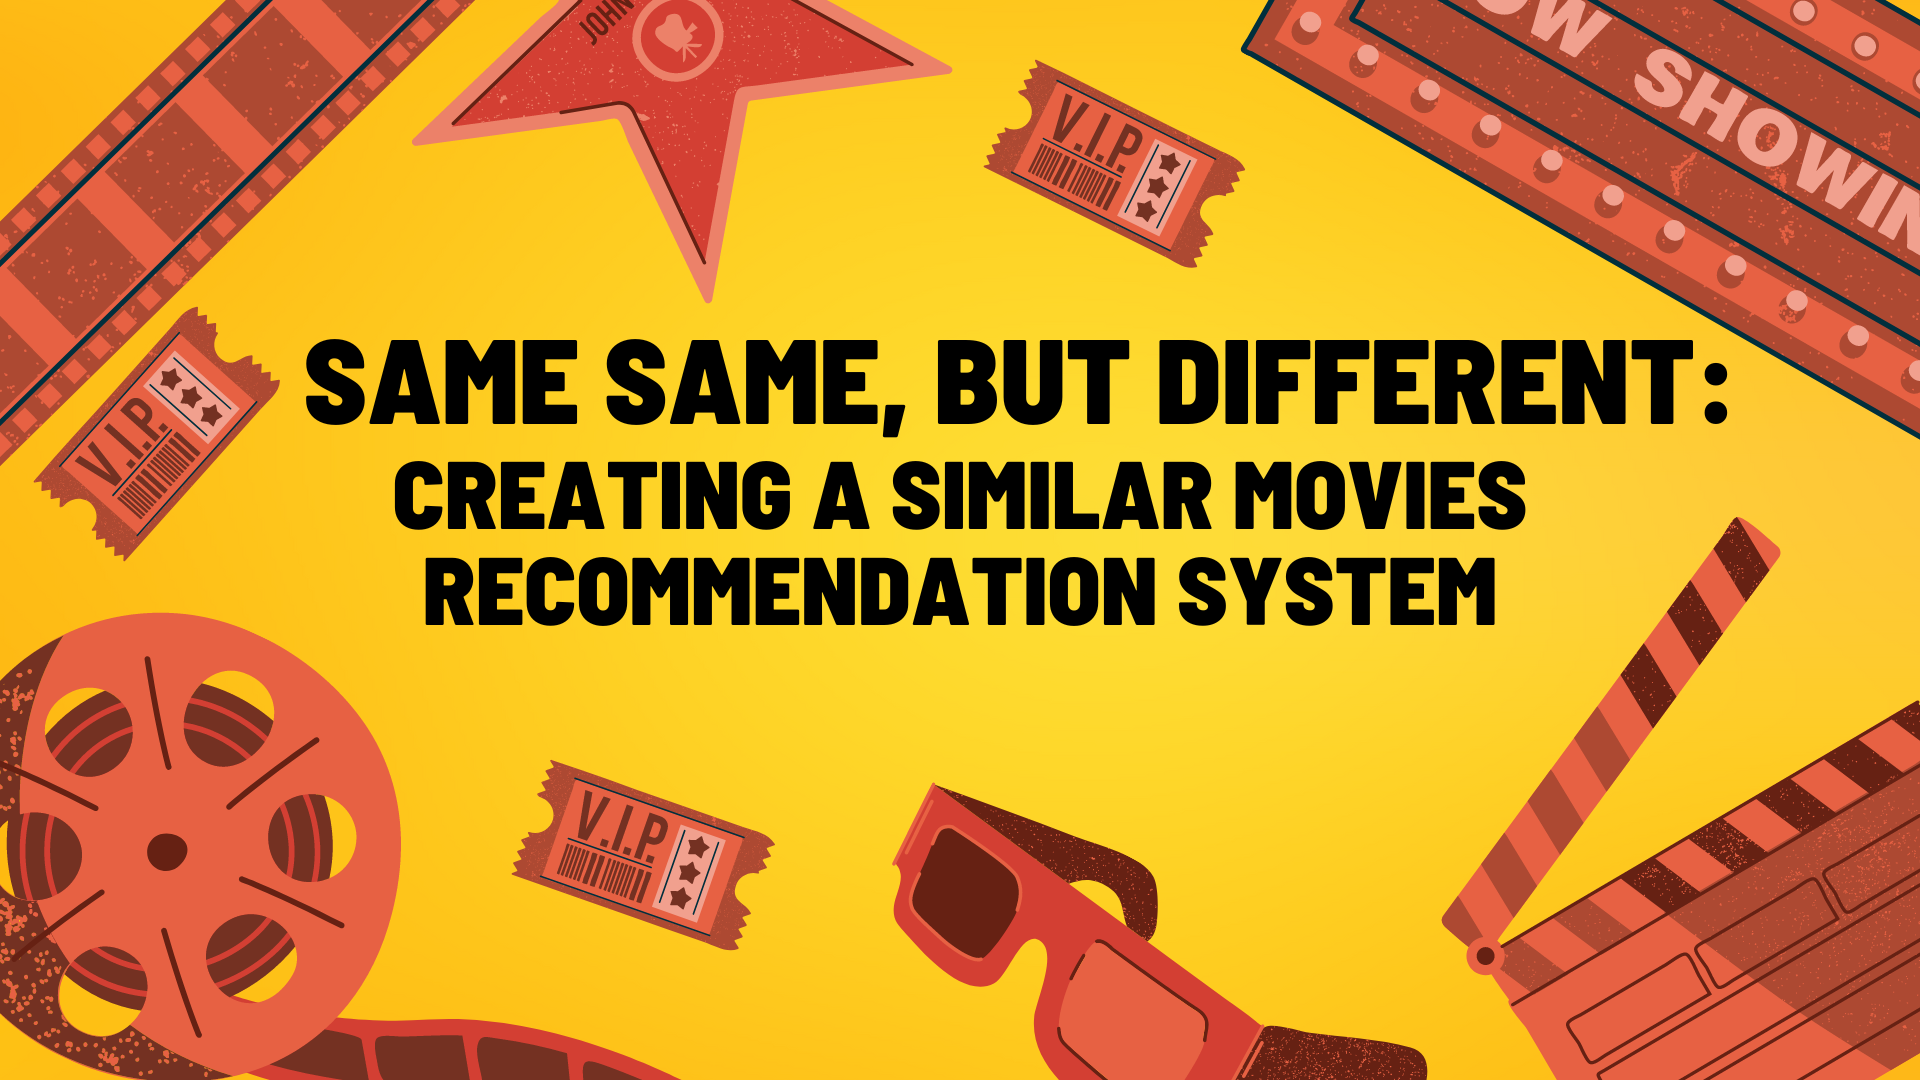 JOHN
V.I.P
OW SHOWIN
V.I.P.
SAME SAME, BUT DIFFERENT:
CREATING A SIMILAR MOVIES
RECOMMENDATION SYSTEM
V.I.P.